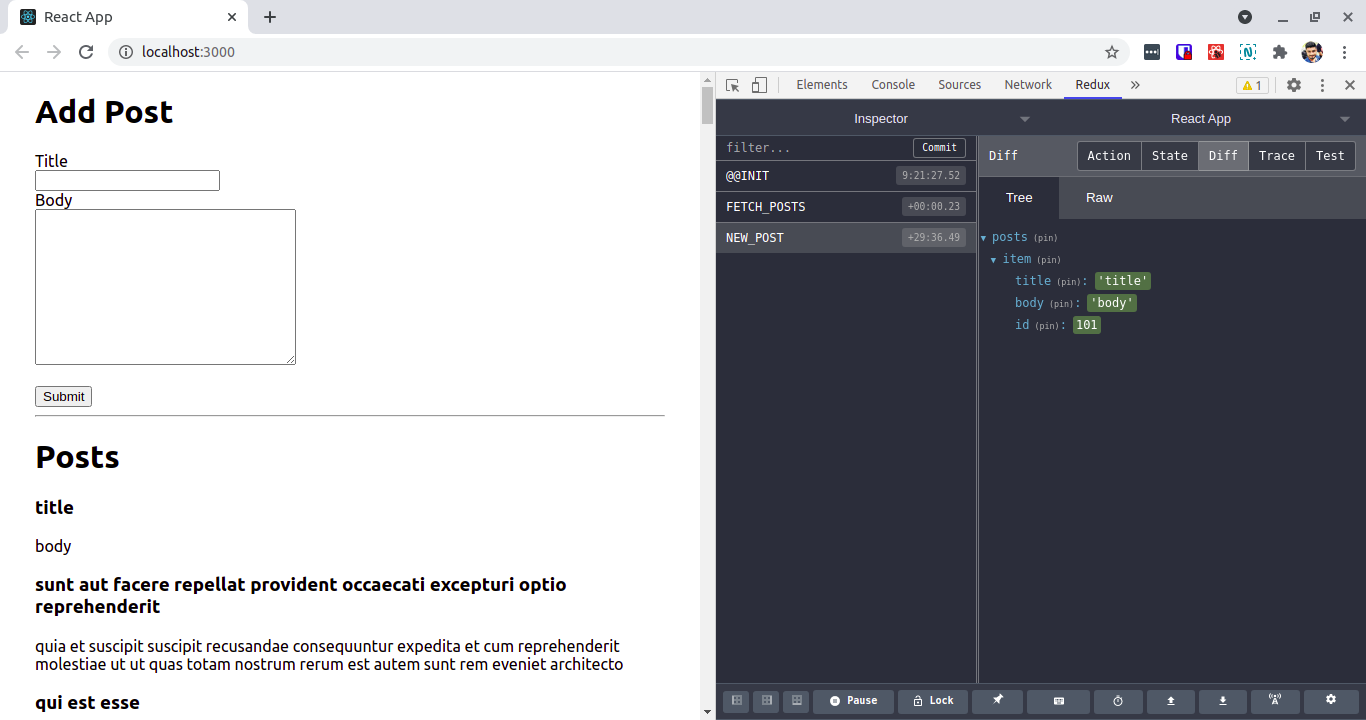 React App
localhost:3000
Add Post
Title
Body
Submit
Posts
title
body
sunt aut facere repellat provident occaecati excepturi optio
reprehenderit
quia et suscipit suscipit recusandae consequuntur expedita et cum reprehenderit
molestiae ut ut quas totam nostrum rerum est autem sunt rem eveniet architecto
qui est esse
Elements Console Sources Network Redux » 1
Inspector React App
filter... Commit
@@INIT 9:21:27.52
FETCH_POSTS +00:00.23
NEW_POST +29:36.49
Diff Action State Diff Trace Test
Tree Raw
posts (pin)
item (pin)
title (pin): 'title'
body (pin): 'body'
id (pin): 101
Pause Lock